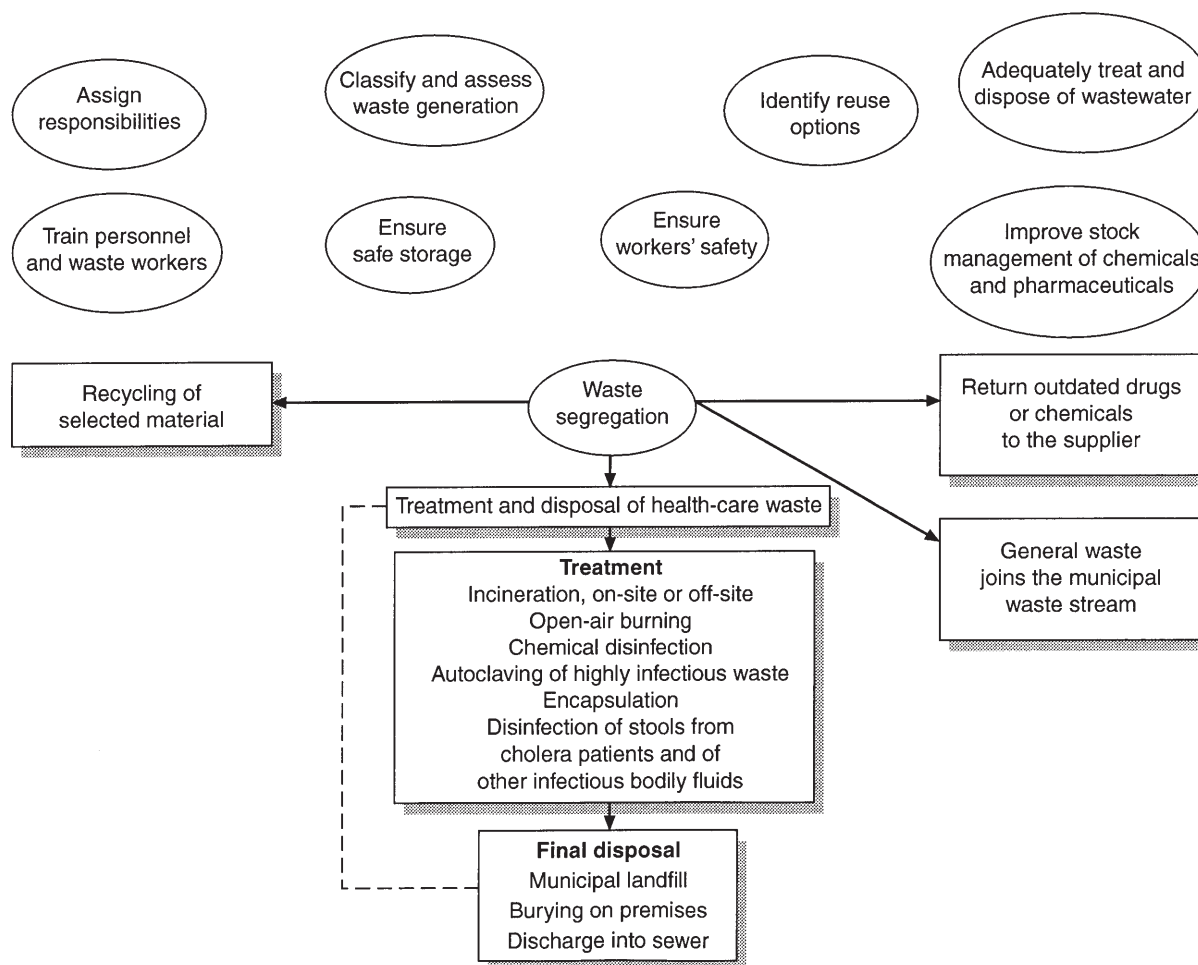 Assign
responsibilities
Classify and assess
waste generation
Identify reuse
options
Adequately treat and
dispose of wastewater
Train personnel
and waste workers
Ensure
safe storage
Ensure
workers' safety
Improve stock
management of chemicals
and pharmaceuticals
Recycling of
selected material
Waste
segregation
Return outdated drugs
or chemicals
to the supplier
Treatment and disposal of health-care waste
General waste
joins the municipal
waste stream
Treatment
Incineration, on-site or off-site
Open-air burning
Chemical disinfection
Autoclaving of highly infectious waste
Encapsulation
Disinfection of stools from
cholera patients and of
other infectious bodily fluids
Final disposal
Municipal landfill
Burying on premises
Discharge into sewer